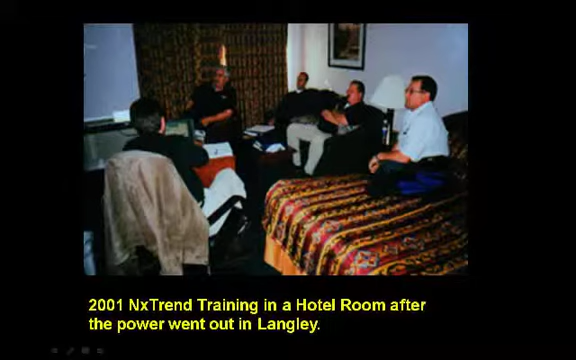 2001 NxTrend Training in a Hotel Room after
the power went out in Langley.